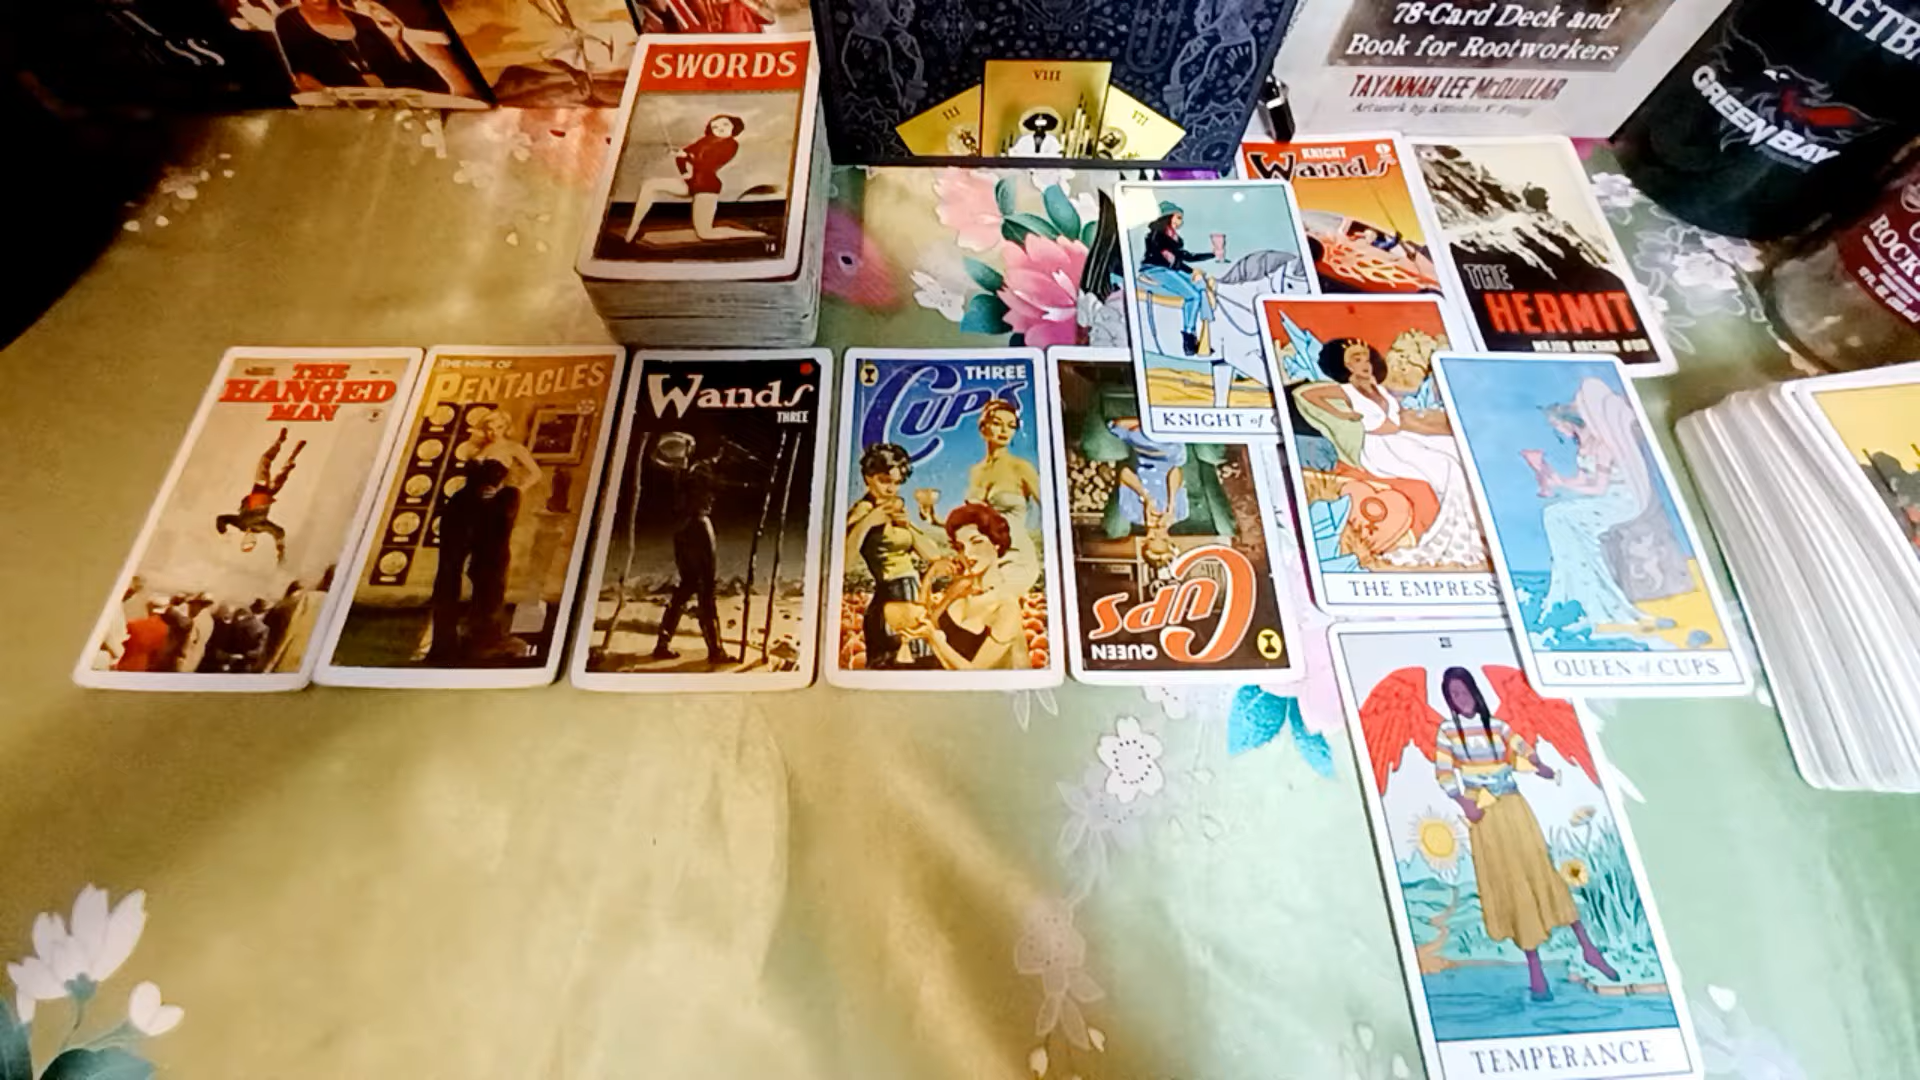 SWORDS
III
VIII
VII
78-Card Deck and
Book for Rootworkers
TAYANNAH LEE McQUILLAR
GREEN BAY
KNIGHT
Wands
THE
HERMIT
THE
HANGED
MAN
THE NINE OF
PENTACLES
Wands
THREE
THREE
CUPS
QUEEN
CUPS
KNIGHT of
THE EMPRESS
QUEEN of CUPS
TEMPERANCE